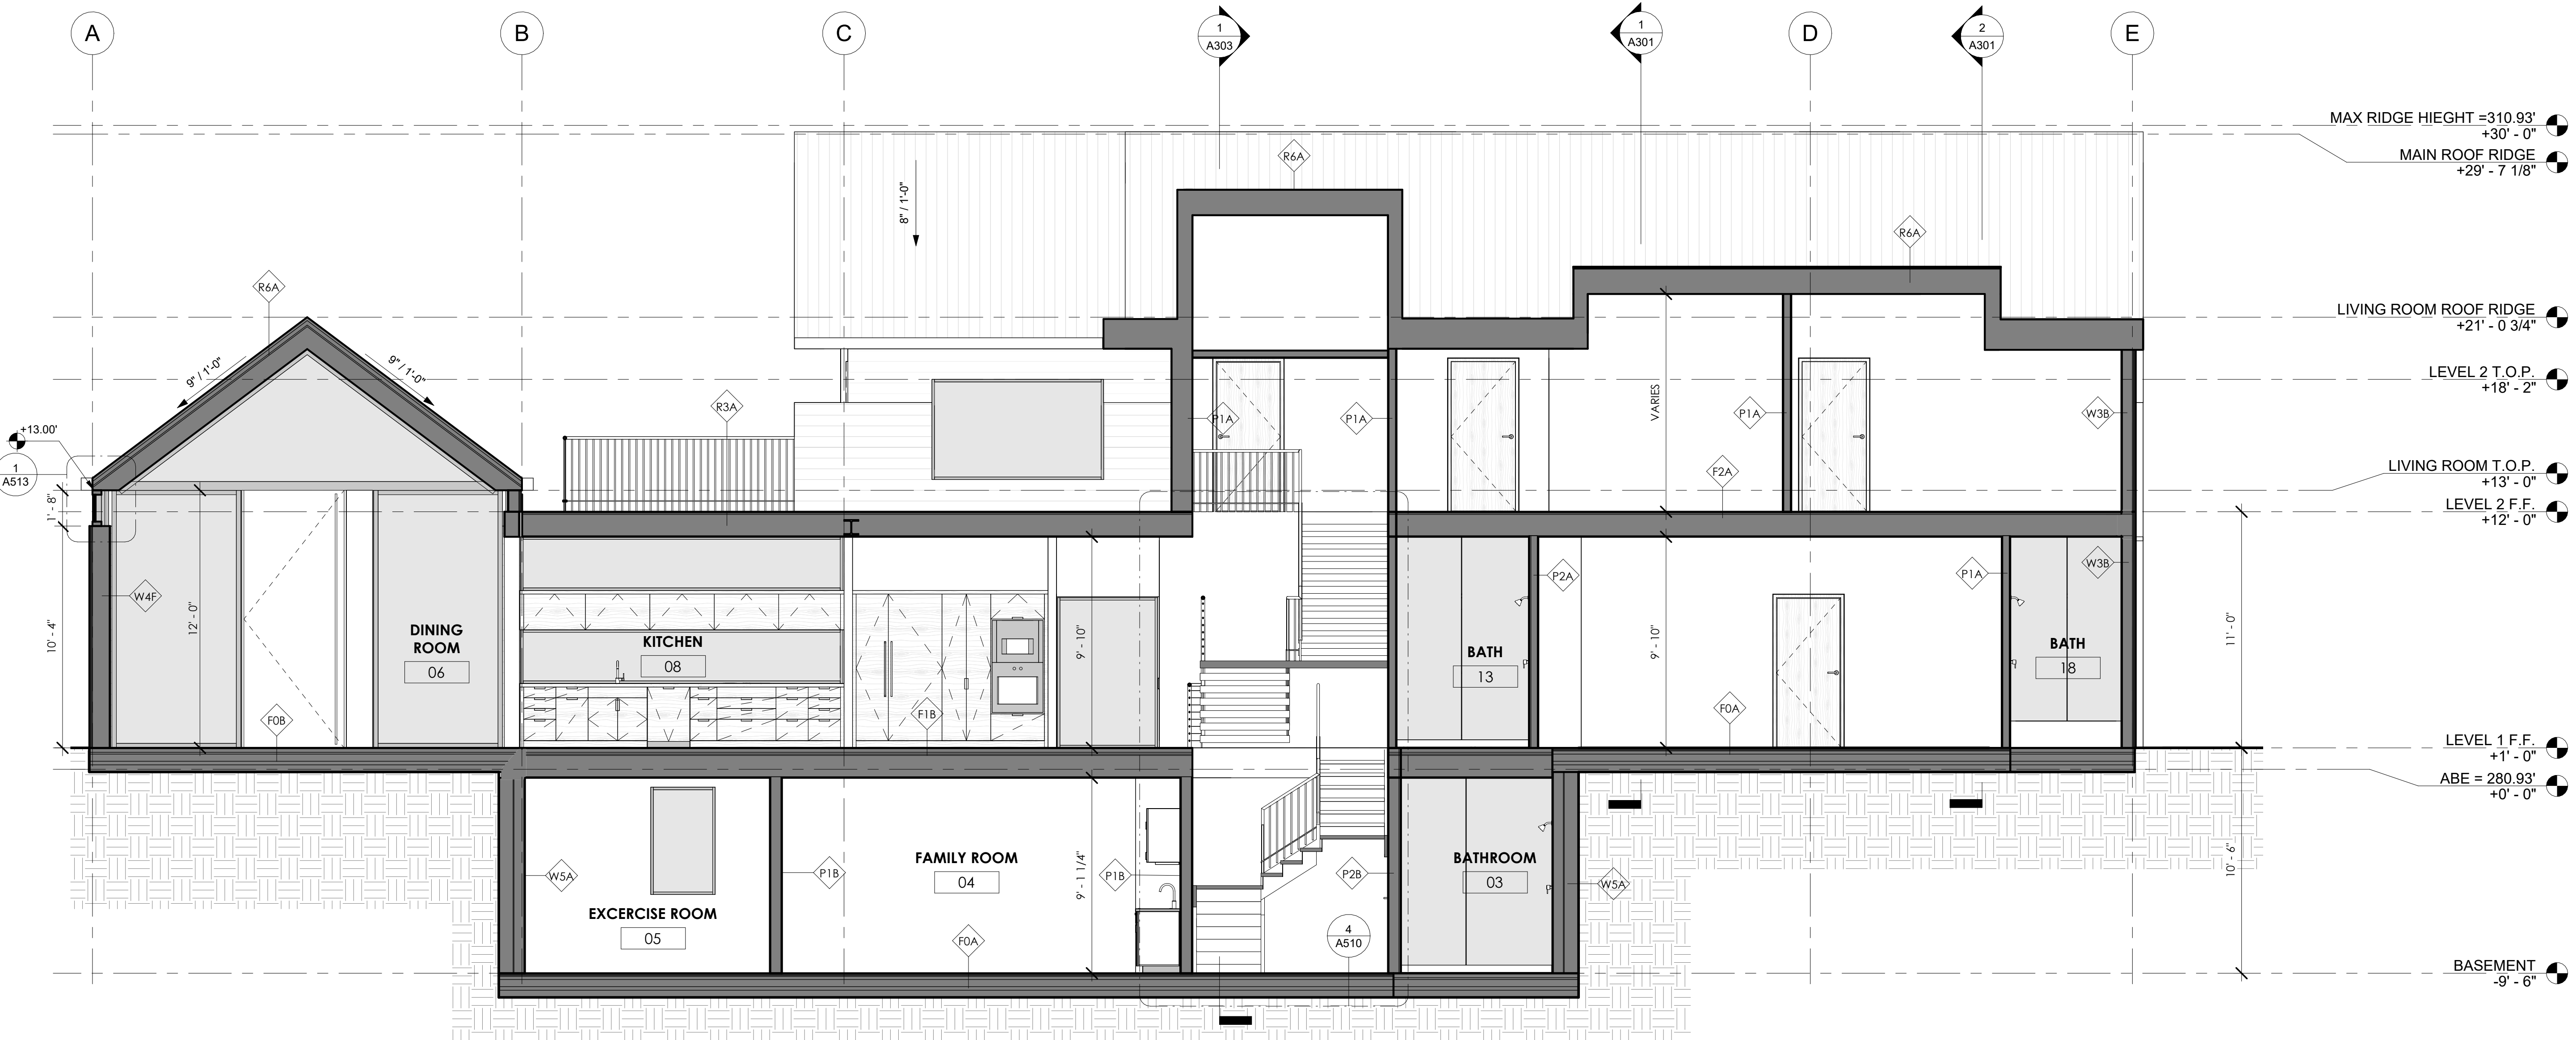 A
B
C
1
A303
1
A301
D
2
A301
E
MAX RIDGE HIEGHT =310.93'
+30' - 0"
MAIN ROOF RIDGE
+29' - 7 1/8"
R6A
8" / 1'-0"
R6A
R6A
LIVING ROOM ROOF RIDGE
+21' - 0 3/4"
9" / 1'-0"
9" / 1'-0"
LEVEL 2 T.O.P.
+18' - 2"
R3A
P1A
P1A
VARIES
P1A
W3B
+13.00'
1
A513
F2A
LIVING ROOM T.O.P.
+13' - 0"
1' - 8"
LEVEL 2 F.F.
+12' - 0"
W4F
10' - 4"
12' - 0"
DINING
ROOM
06
KITCHEN
08
9' - 10"
P2A
BATH
13
9' - 10"
P1A
W3B
BATH
18
11' - 0"
F0B
F1B
F0A
LEVEL 1 F.F.
+1' - 0"
ABE = 280.93'
+0' - 0"
W5A
EXCERCISE ROOM
05
P1B
FAMILY ROOM
04
9' - 1 1/4"
P1B
P2B
BATHROOM
03
W5A
10' - 6"
F0A
4
A510
BASEMENT
-9' - 6"